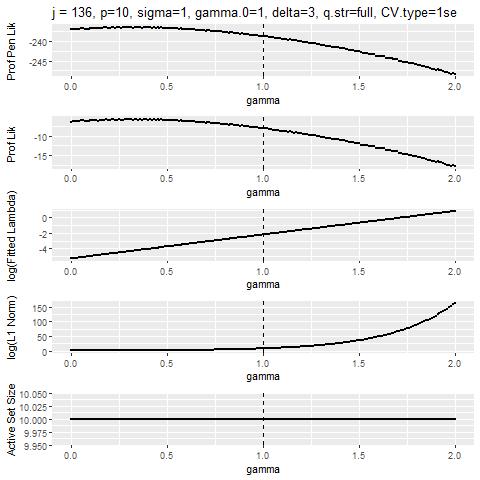 j = 136, p=10, sigma=1, gamma.0=1, delta=3, q.str=full, CV.type=1se
Prof Pen Lik
-240
-245
0.0 0.5 1.0 1.5 2.0
gamma
Prof Lik
-10
-15
0.0 0.5 1.0 1.5 2.0
gamma
log(Fitted Lambda)
0
-2
-4
0.0 0.5 1.0 1.5 2.0
gamma
log(L1 Norm)
150
100
50
0
0.0 0.5 1.0 1.5 2.0
gamma
Active Set Size
10.050
10.025
10.000
9.975
9.950
0.0 0.5 1.0 1.5 2.0
gamma